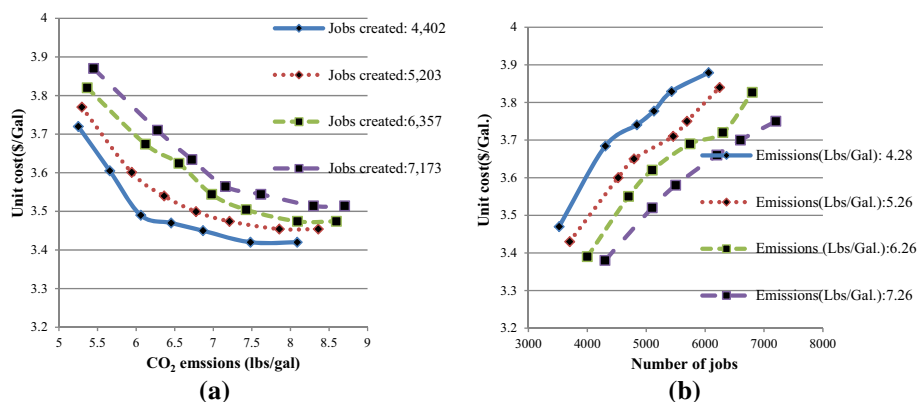 4
3.9
3.8
3.7
3.6
3.5
3.4
3.3
3.2
Unit cost($/Gal)
5 5.5 6 6.5 7 7.5 8 8.5 9
CO2 emssions (lbs/gal)
Jobs created: 4,402
Jobs created:5,203
Jobs created:6,357
Jobs created:7,173
(a)
4
3.9
3.8
3.7
3.6
3.5
3.4
3.3
3.2
Unit cost($/Gal.)
3000 4000 5000 6000 7000 8000
Number of jobs
Emissions(Lbs/Gal): 4.28
Emissions(Lbs/Gal.):5.26
Emissions (Lbs/Gal.):6.26
Emissions(Lbs/Gal.):7.26
(b)